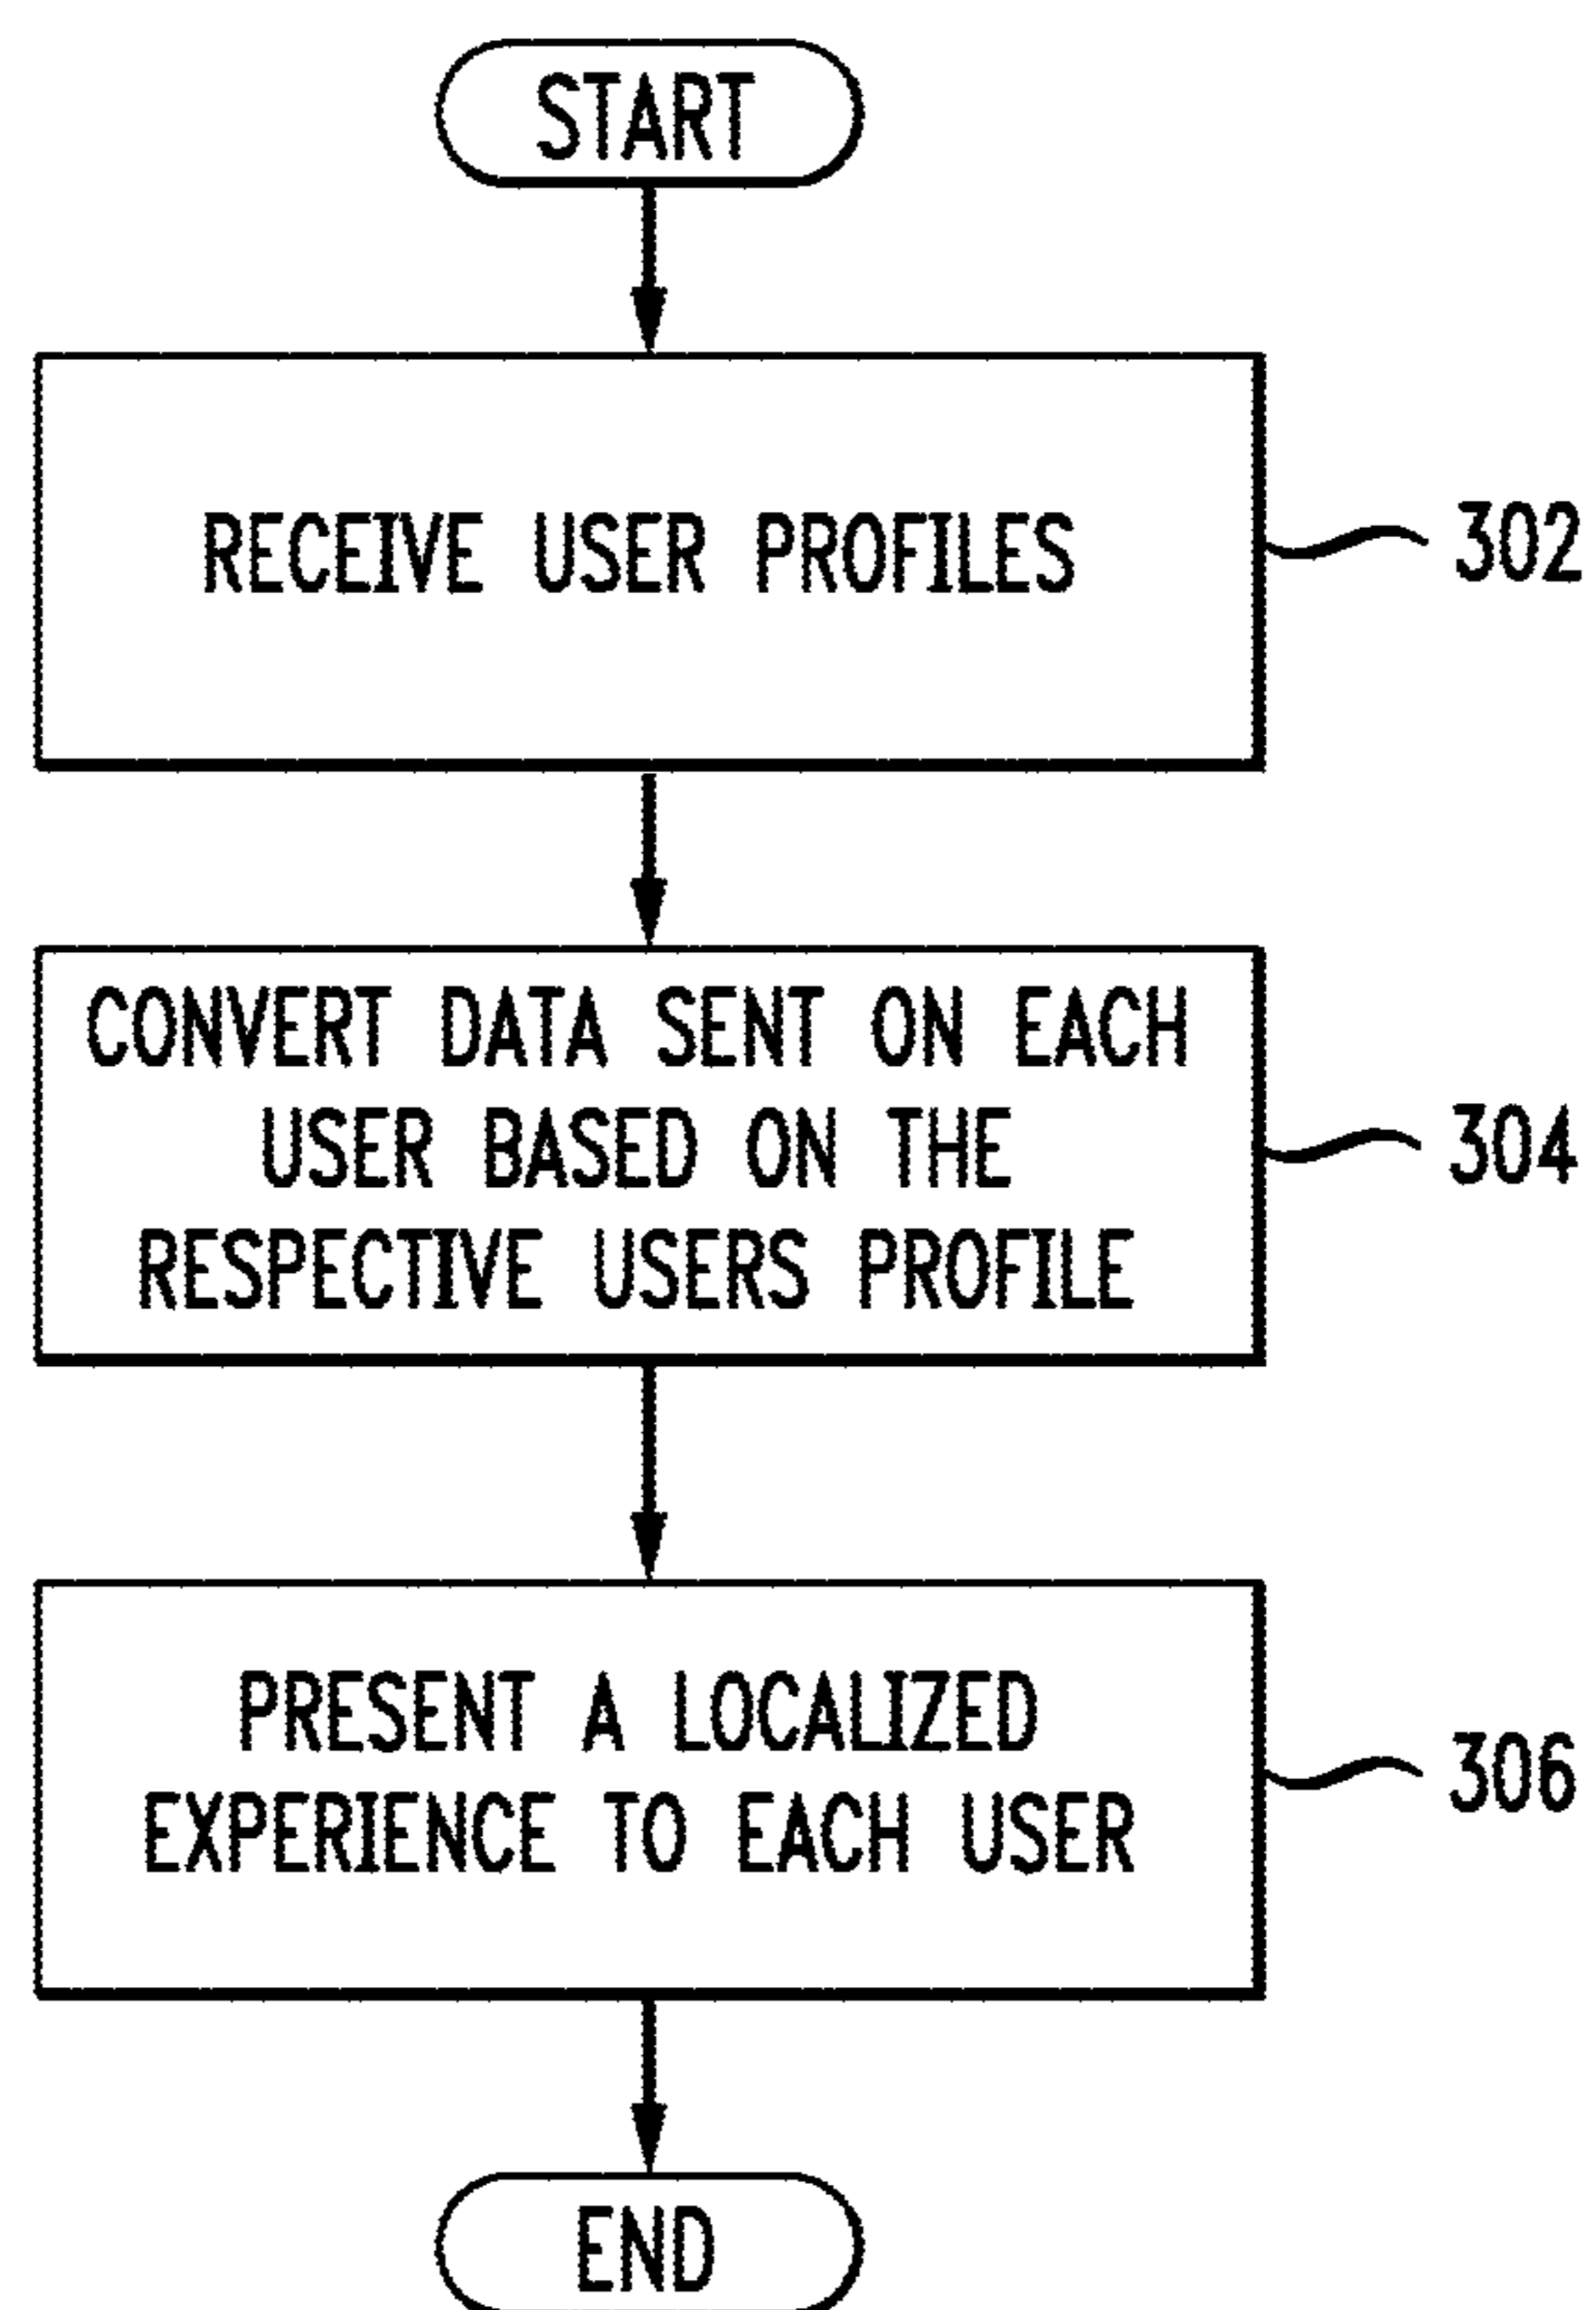 START
RECEIVE USER PROFILES
302
CONVERT DATA SENT ON EACH
USER BASED ON THE
RESPECTIVE USERS PROFILE
304
PRESENT A LOCALIZED
EXPERIENCE TO EACH USER
306
END